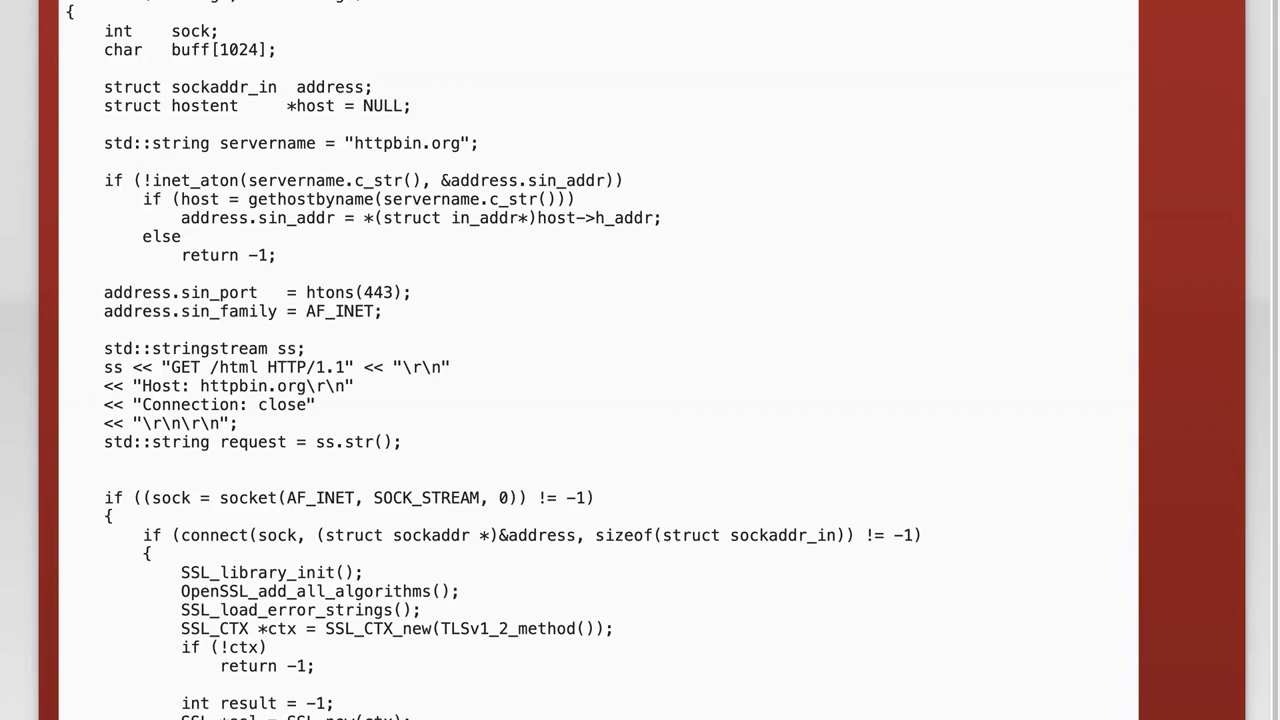 {
int sock;
char buff[1024];
struct sockaddr_in address;
struct hostent *host = NULL;
std::string servername = "httpbin.org";
if (!inet_aton(servername.c_str(), &address.sin_addr))
if (host = gethostbyname(servername.c_str()))
address.sin_addr = *(struct in_addr*)host->h_addr;
else
return -1;
address.sin_port = htons(443);
address.sin_family = AF_INET;
std::stringstream ss;
ss << "GET /html HTTP/1.1" << "\r\n"
<< "Host: httpbin.org\r\n"
<< "Connection: close"
<< "\r\n\r\n";
std::string request = ss.str();
if ((sock = socket(AF_INET, SOCK_STREAM, 0)) != -1)
{
if (connect(sock, (struct sockaddr *)&address, sizeof(struct sockaddr_in)) != -1)
{
SSL_library_init();
OpenSSL_add_all_algorithms();
SSL_load_error_strings();
SSL_CTX *ctx = SSL_CTX_new(TLSv1_2_method());
if (!ctx)
return -1;
int result = -1;